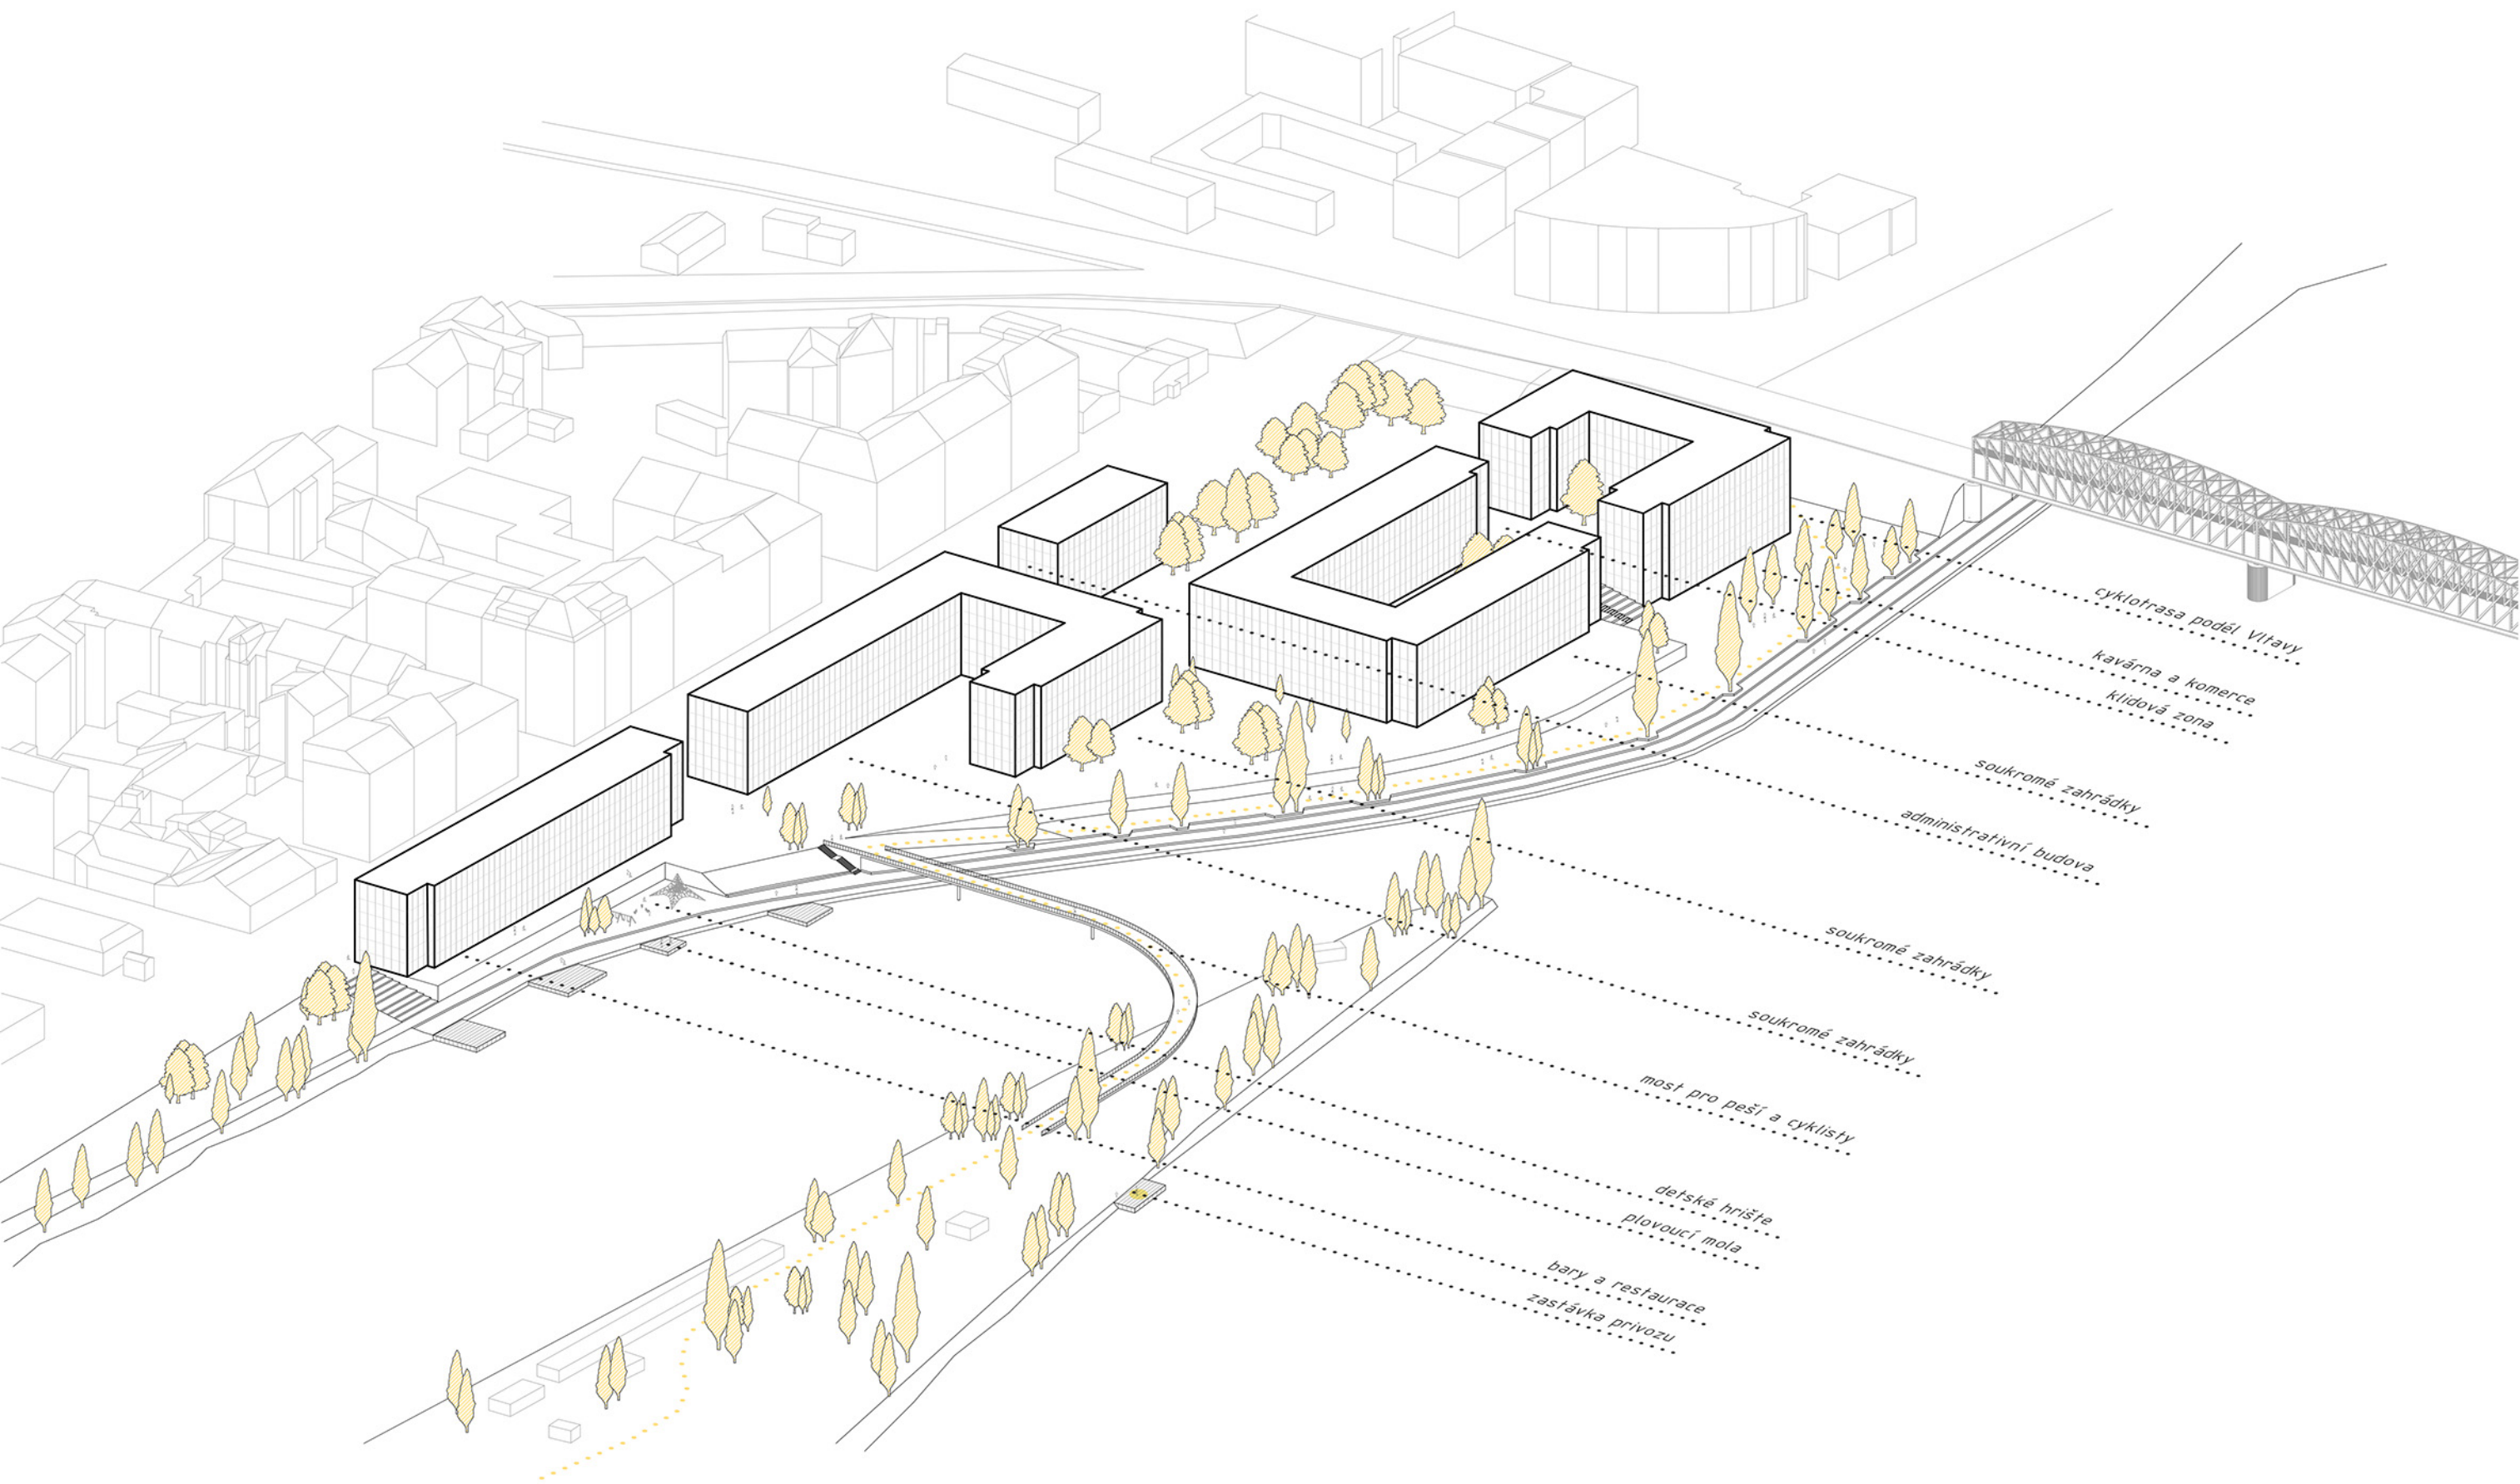 cyklotrasa podél Vltavy
kavárna a komerce
klidová zona
soukromé zahrádky
administrativní budova
soukromé zahrádky
soukromé zahrádky
most pro peší a cyklisty
detské hrište
plovoucí mola
bary a restaurace
zastávka privozu